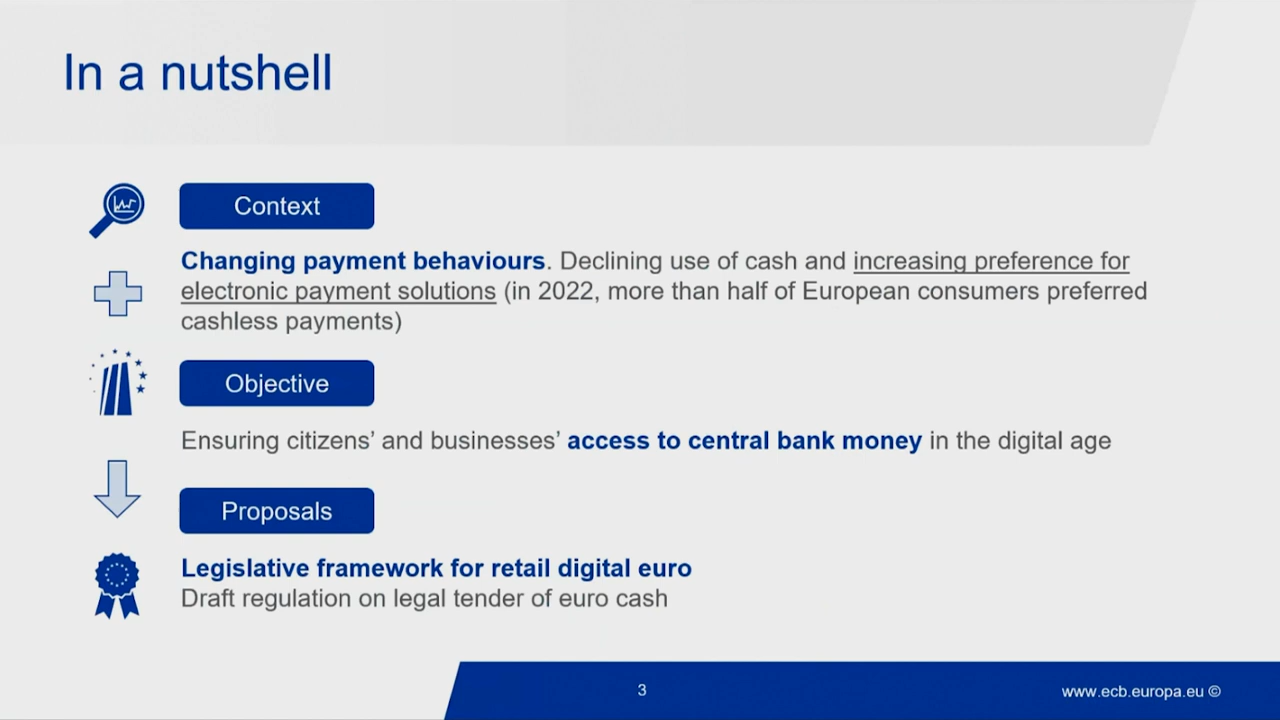 In a nutshell
Context
Changing payment behaviours. Declining use of cash and increasing preference for
electronic payment solutions (in 2022, more than half of European consumers preferred
cashless payments)
Objective
Ensuring citizens’ and businesses’ access to central bank money in the digital age
Proposals
Legislative framework for retail digital euro
Draft regulation on legal tender of euro cash
3
www.ecb.europa.eu ©